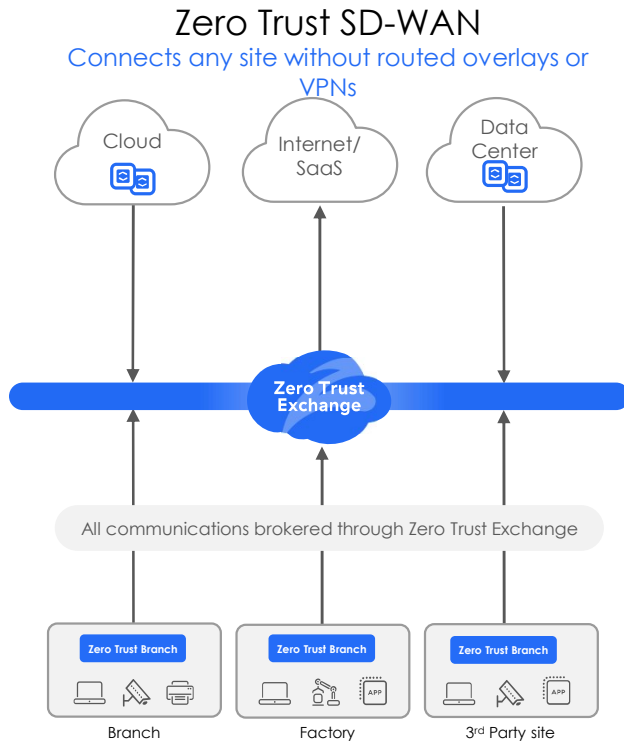 Zero Trust SD-WAN
Connects any site without routed overlays or
VPNs
Cloud
Internet/
SaaS
Data
Center
Zero Trust
Exchange
All communications brokered through Zero Trust Exchange
Zero Trust Branch
Zero Trust Branch
Zero Trust Branch
APP
APP
Branch
Factory
3rd Party site